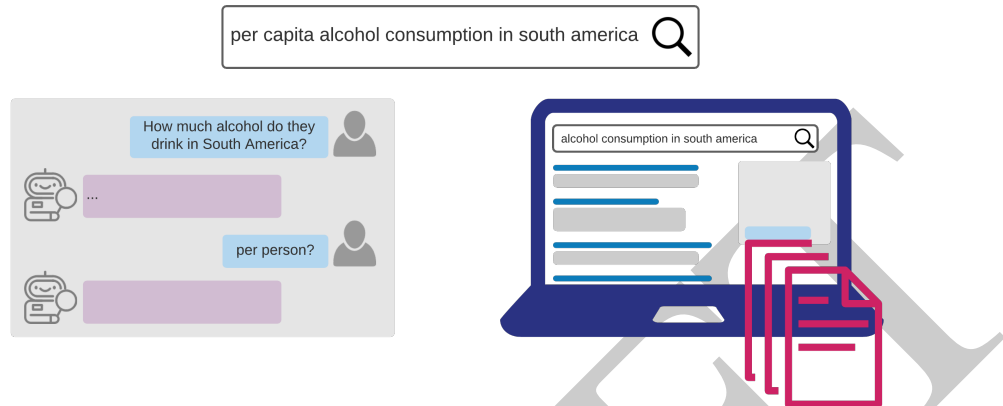 per capita alcohol consumption in south america
How much alcohol do they
drink in South America?
...
per person?
alcohol consumption in south america